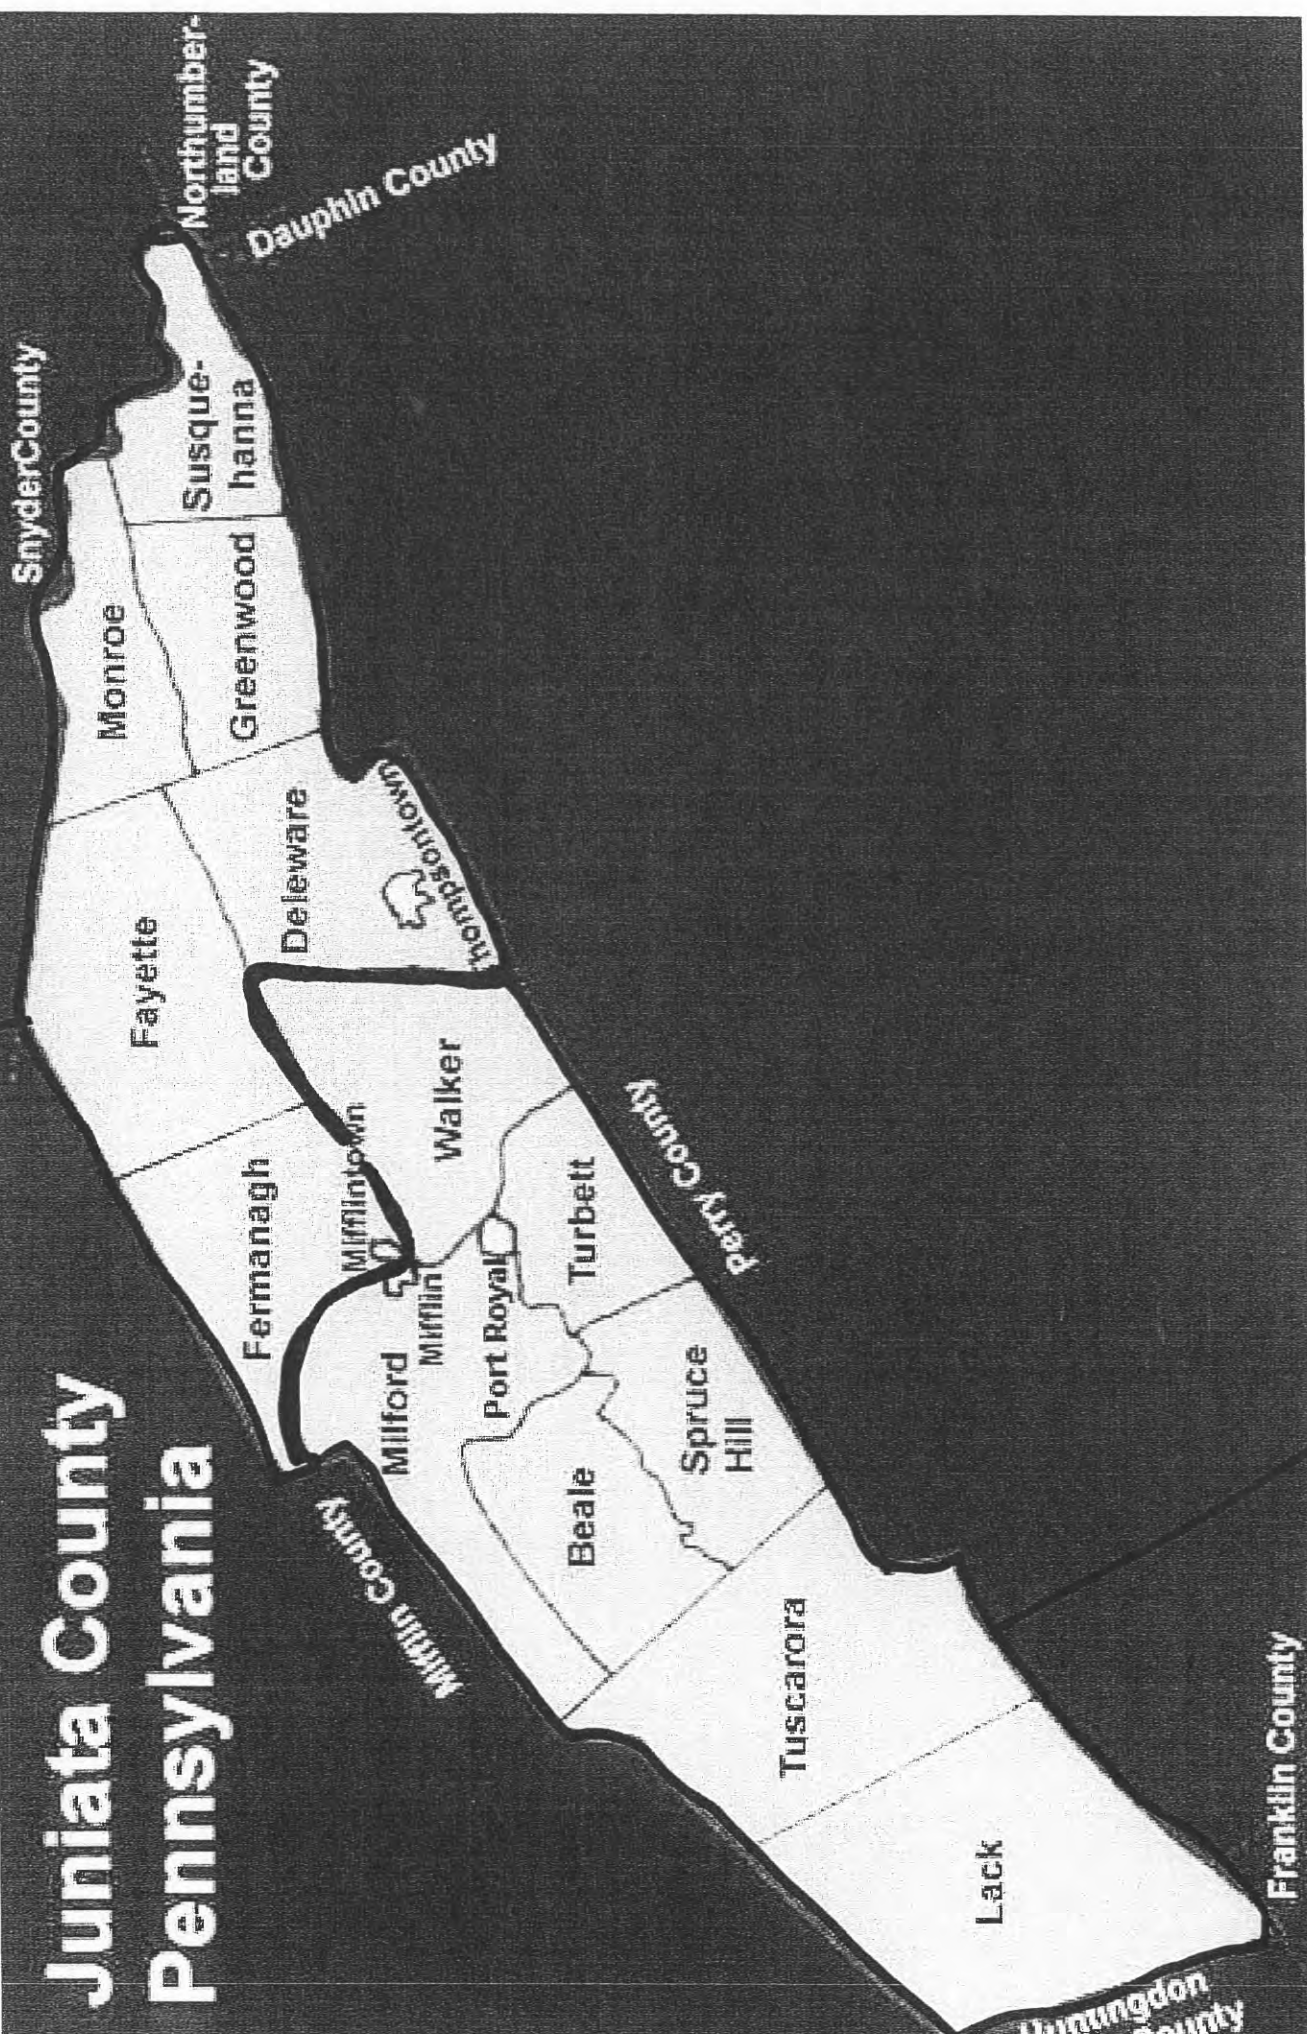 Juniata County
Pennsylvania
SnyderCounty
Northumber-
land
County
Dauphin County
Susque-
hanna
Monroe
Greenwood
Fayette
Deleware
Fermanagh
Mifflintown
Walker
Milford
Mifflin
Port Royal
Turbett
Perry County
Mifflin County
Beale
Spruce
Hill
Tuscarora
Lack
Franklin County